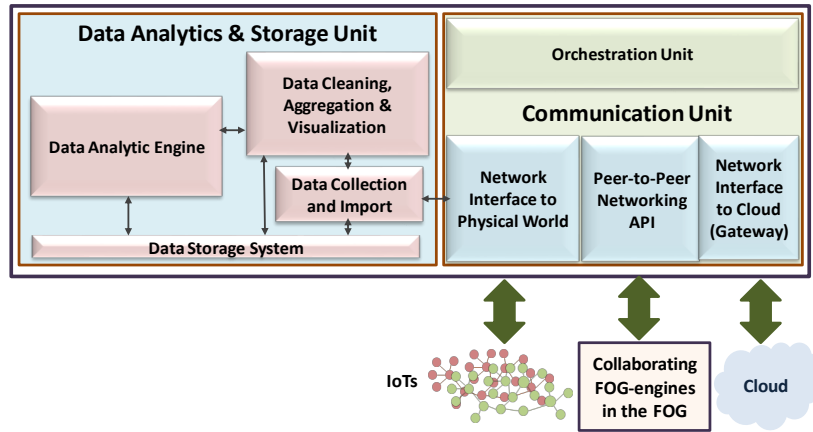 Data Analytics & Storage Unit
Data Cleaning,
Aggregation &
Visualization
Data Analytic Engine
Data Collection
and Import
Data Storage System
Orchestration Unit
Communication Unit
Network
Interface to
Physical World
Peer-to-Peer
Networking
API
Network
Interface
to Cloud
(Gateway)
IoTs
Collaborating
FOG-engines
in the FOG
Cloud